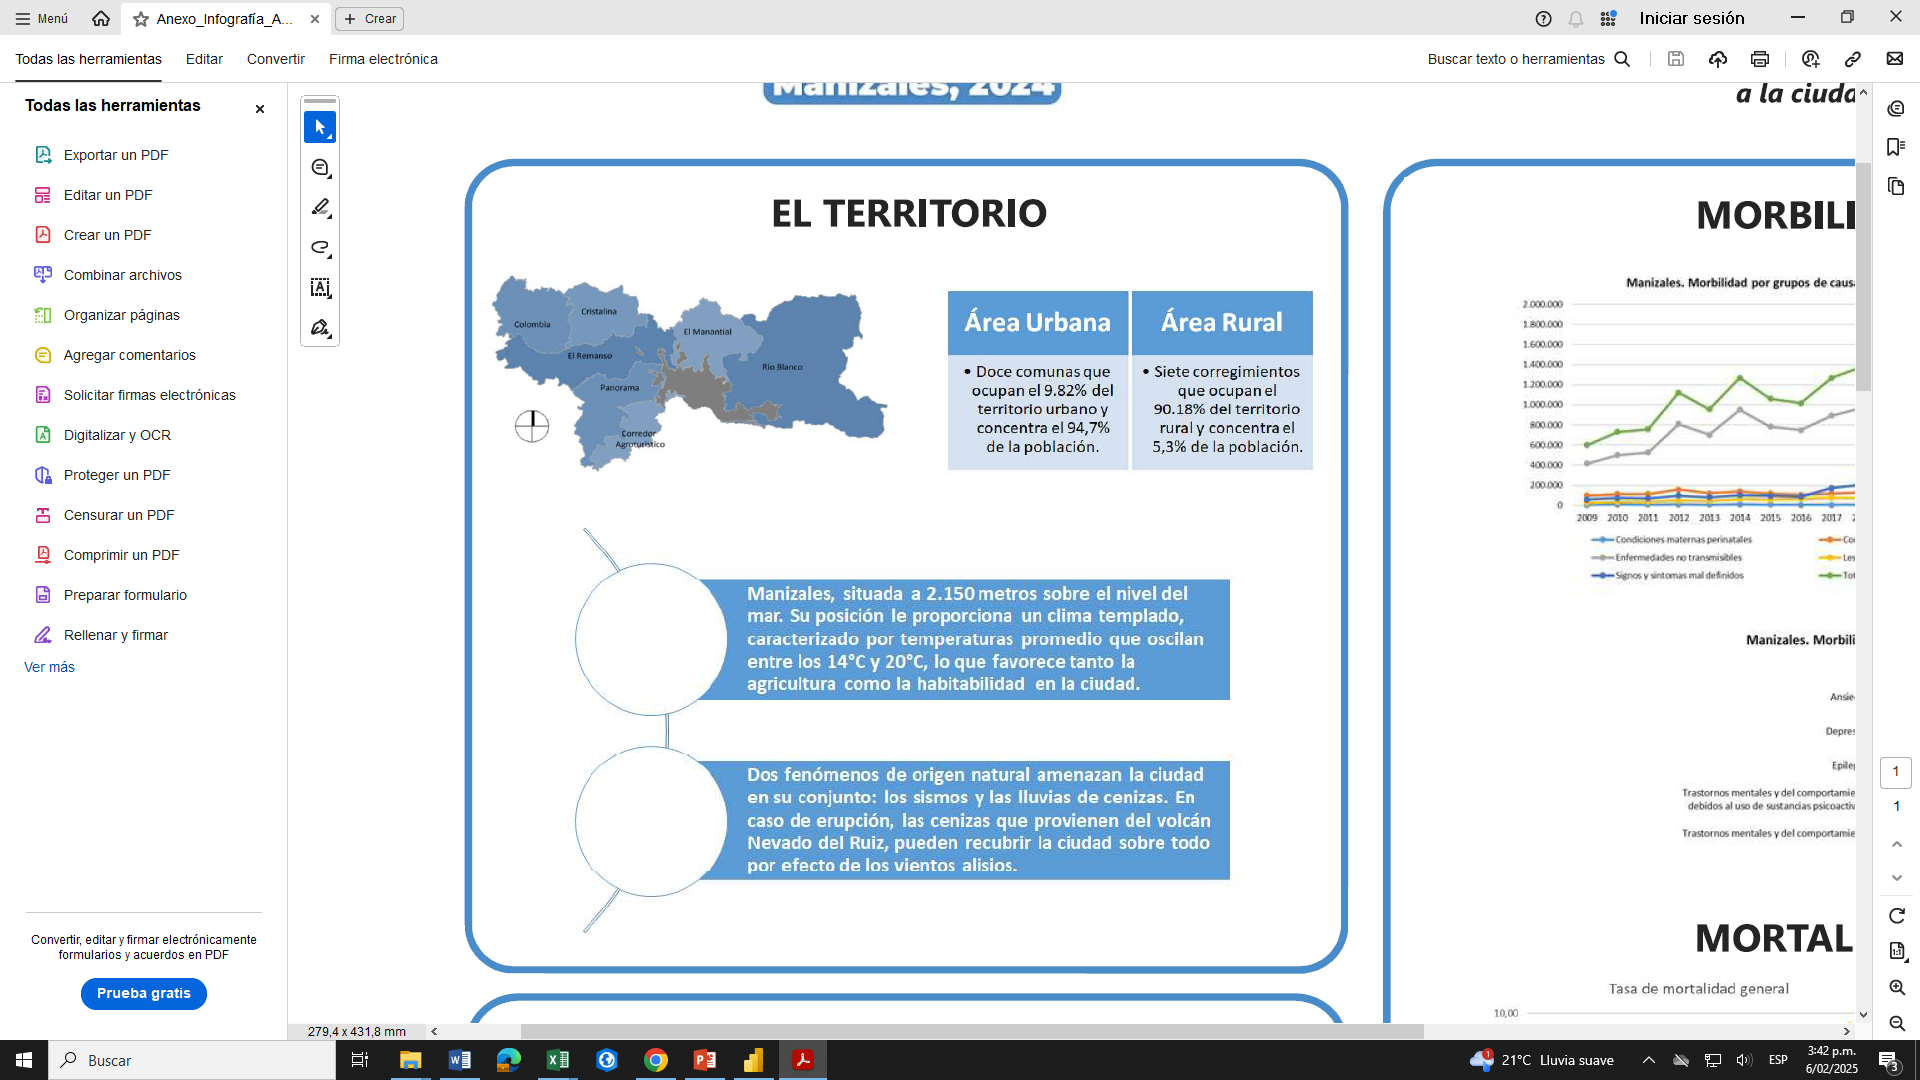 Menú
Anexo_Infografía_A...
Crear
Iniciar sesión
Todas las herramientas
Editar
Convertir
Firma electrónica
Buscar texto o herramientas
Todas las herramientas
Exportar un PDF
Editar un PDF
Crear un PDF
Combinar archivos
Organizar páginas
Agregar comentarios
Solicitar firmas electrónicas
Digitalizar y OCR
Proteger un PDF
Censurar un PDF
Comprimir un PDF
Preparar formulario
Rellenar y firmar
Ver más
Convertir, editar y firmar electrónicamente
formularios y acuerdos en PDF
Prueba gratis
Manizales, 2024
a la ciuda
EL TERRITORIO
Colombia
Cristalina
El Manantial
El Remanso
Rio Blanco
Panorama
Corredor
Agroturístico
Área Urbana
• Doce comunas que
ocupan el 9.82% del
territorio urbano y
concentra el 94,7%
de la población.
Área Rural
• Siete corregimientos
que ocupan el
90.18% del territorio
rural y concentra el
5,3% de la población.
Manizales, situada a 2.150 metros sobre el nivel del
mar. Su posición le proporciona un clima templado,
caracterizado por temperaturas promedio que oscilan
entre los 14°C y 20°C, lo que favorece tanto la
agricultura como la habitabilidad en la ciudad.
Dos fenómenos de origen natural amenazan la ciudad
en su conjunto: los sismos y las lluvias de cenizas. En
caso de erupción, las cenizas que provienen del volcán
Nevado del Ruiz, pueden recubrir la ciudad sobre todo
por efecto de los vientos alisios.
MORBILI
Manizales. Morbilidad por grupos de causa
2.000.000
1.800.000
1.600.000
1.400.000
1.200.000
1.000.000
800.000
600.000
400.000
200.000
0
2009 2010 2011 2012 2013 2014 2015 2016 2017 2
Condiciones maternas perinatales
Co
Enfermedades no transmisibles
Les
Signos y sintomas mal definidos
Tot
Manizales. Morbili
Ansie
Depres
Epilep
Trastornos mentales y del comportamie
debidos al uso de sustancias psicoactiv
Trastornos mentales y del comportamie
MORTAL
Tasa de mortalidad general
10,00
1
1
279,4 x 431,8 mm
Buscar
1
21°C Lluvia suave
ESP
3:42 p.m.
6/02/2025
3